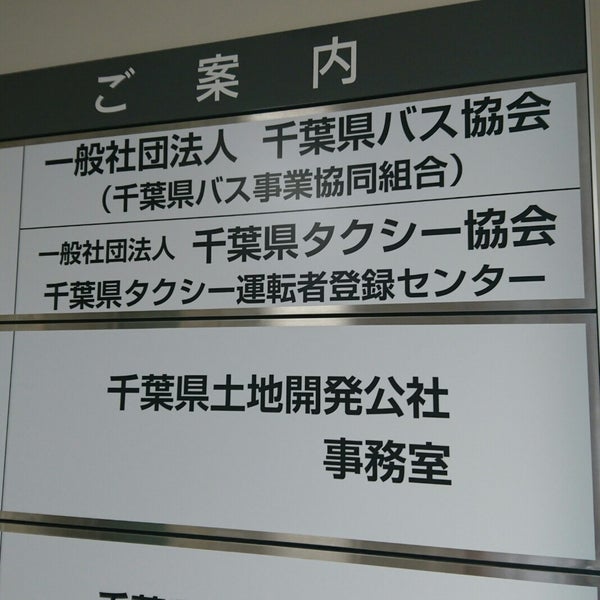 ご案内
一般社団法人 千葉県バス協会
(千葉県バス事業協同組合)
一般社団法人 千葉県タクシー協会
千葉県タクシー運転者登録センター
千葉県土地開発公社
事務室
千葉